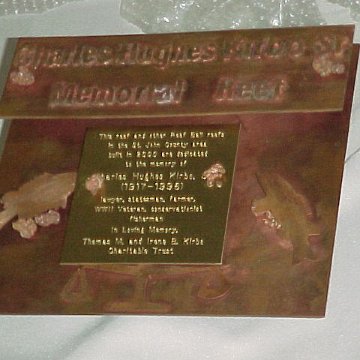 Charles Hughes Kirbo Sr
Memorial Reef
This reef and other Reef Ball reefs
in the St. John County area
built in 2000 are dedicated
to the memory of
Charles Hughes Kirbo,
(1917-1996)
lawyer, statesman, farmer,
WWII Veteran, conservationist
fisherman
In Loving Memory,
Thomas M. and Irene B. Kirbo
Charitable Trust